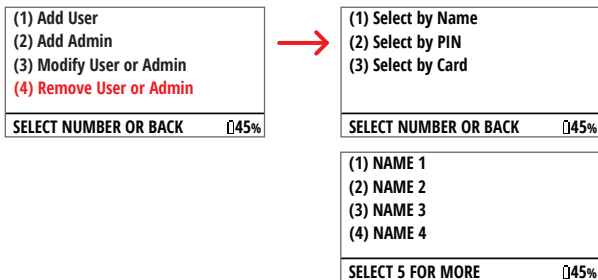 (1) Add User
(2) Add Admin
(3) Modify User or Admin
(4) Remove User or Admin
SELECT NUMBER OR BACK 45%
(1) Select by Name
(2) Select by PIN
(3) Select by Card
SELECT NUMBER OR BACK 45%
(1) NAME 1
(2) NAME 2
(3) NAME 3
(4) NAME 4
SELECT 5 FOR MORE 45%